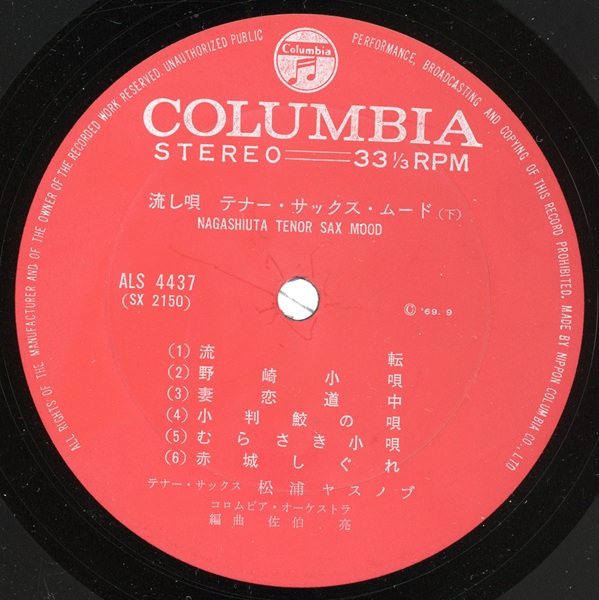 ALL RIGHTS OF THE MANUFACTURER AND OF THE OWNER OF THE RECORDED WORK RESERVED. UNAUTHORIZED PUBLIC PERFORMANCE, BROADCASTING AND COPYING OF THIS RECORD PROHIBITED. MADE BY NIPPON COLUMBIA CO., LTD
Columbia
COLUMBIA
STEREO 33 1/3 RPM
流し唄 テナー・サックス・ムード (下)
NAGASHIUTA TENOR SAX MOOD
ALS 4437
(SX 2150)
© '69. 9
(1) 流転
(2) 野崎小唄
(3) 妻恋道中
(4) 小判鮫の唄
(5) むらさき小唄
(6) 赤城しぐれ
テナー・サックス 松浦 ヤスノブ
コロムビア・オーケストラ
編曲 佐伯 亮